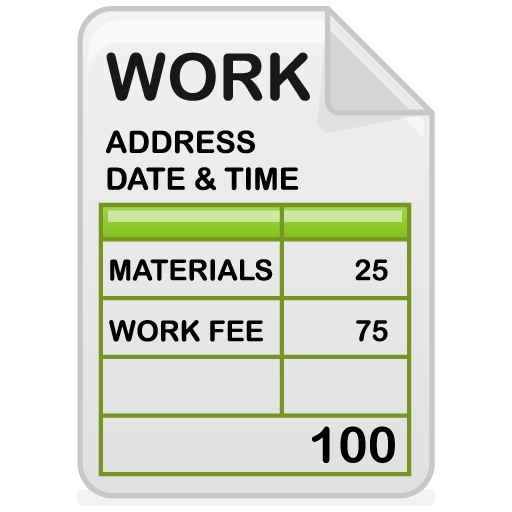 WORK
ADDRESS
DATE & TIME
MATERIALS 25
WORK FEE 75
100